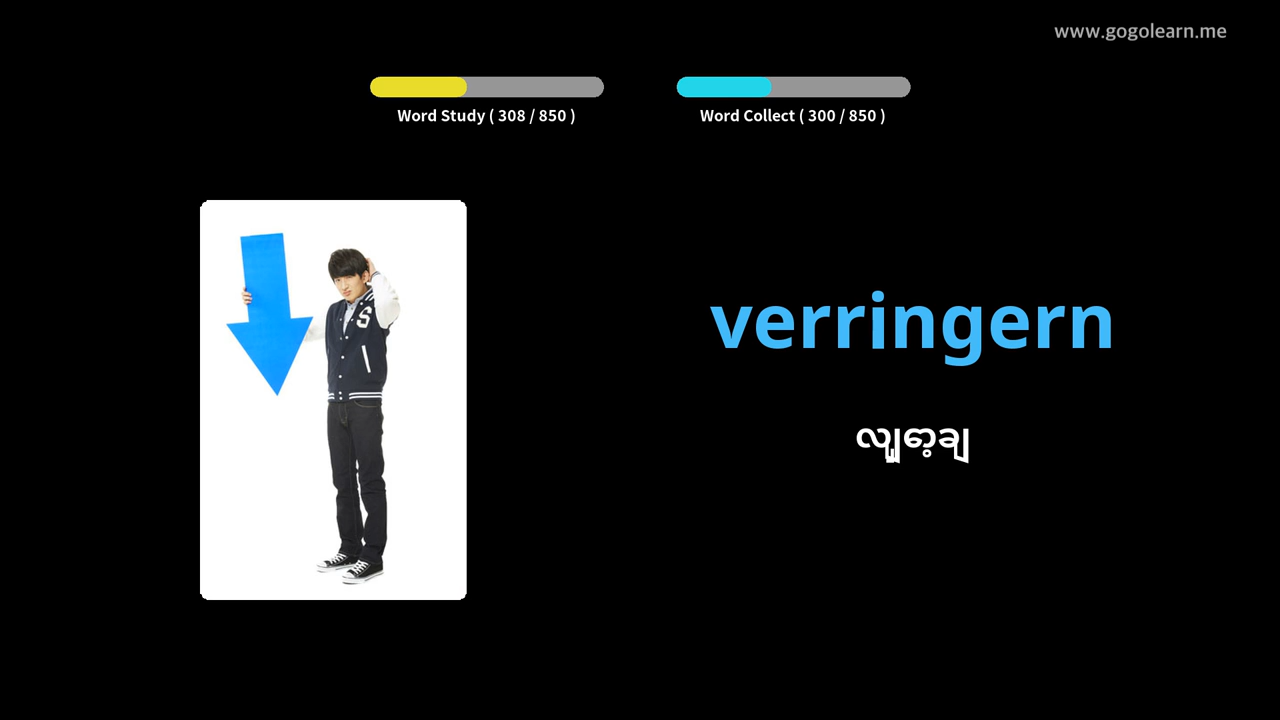 www.gogolearn.me
Word Study ( 308 / 850 )
Word Collect ( 300 / 850 )
S
verringern
လျှော့ချ